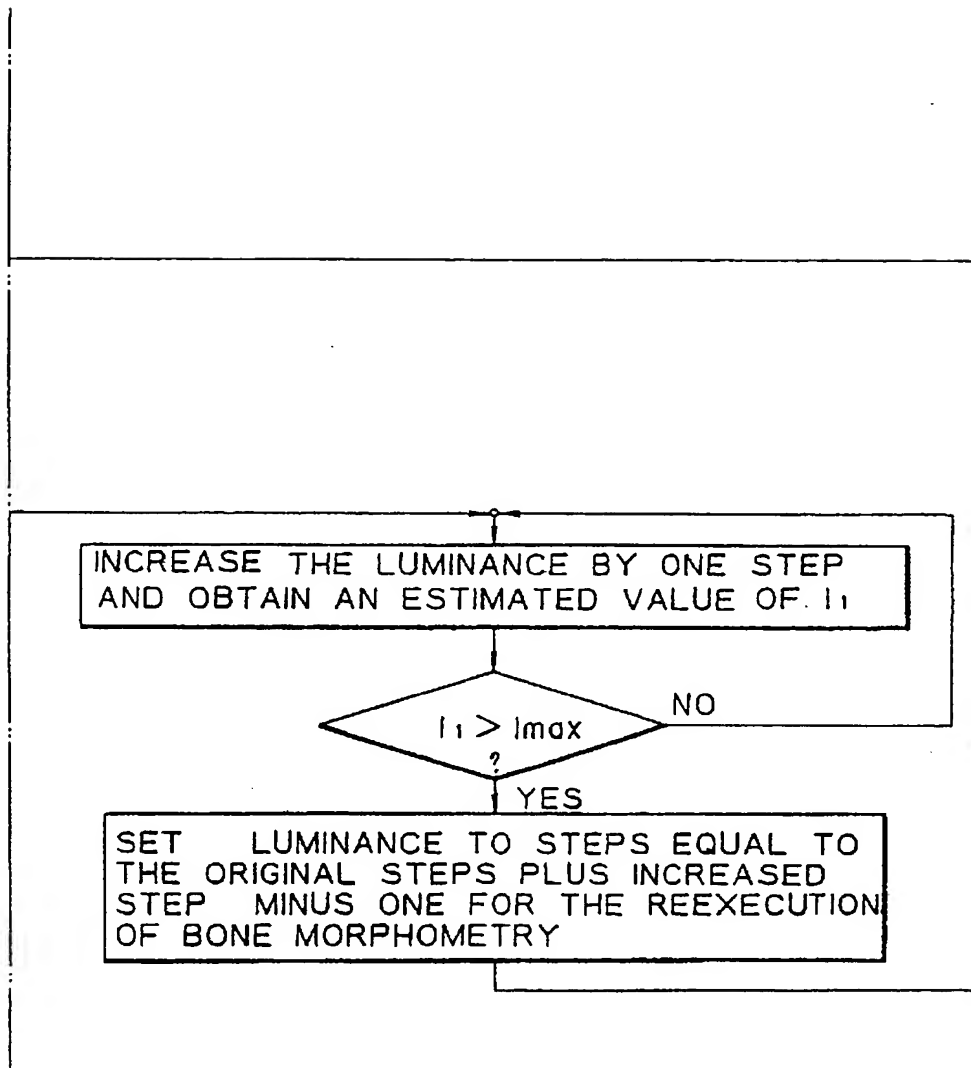 INCREASE THE LUMINANCE BY ONE STEP
AND OBTAIN AN ESTIMATED VALUE OF I₁
I₁ > Imax
?
NO
YES
SET LUMINANCE TO STEPS EQUAL TO
THE ORIGINAL STEPS PLUS INCREASED
STEP MINUS ONE FOR THE REEXECUTION
OF BONE MORPHOMETRY